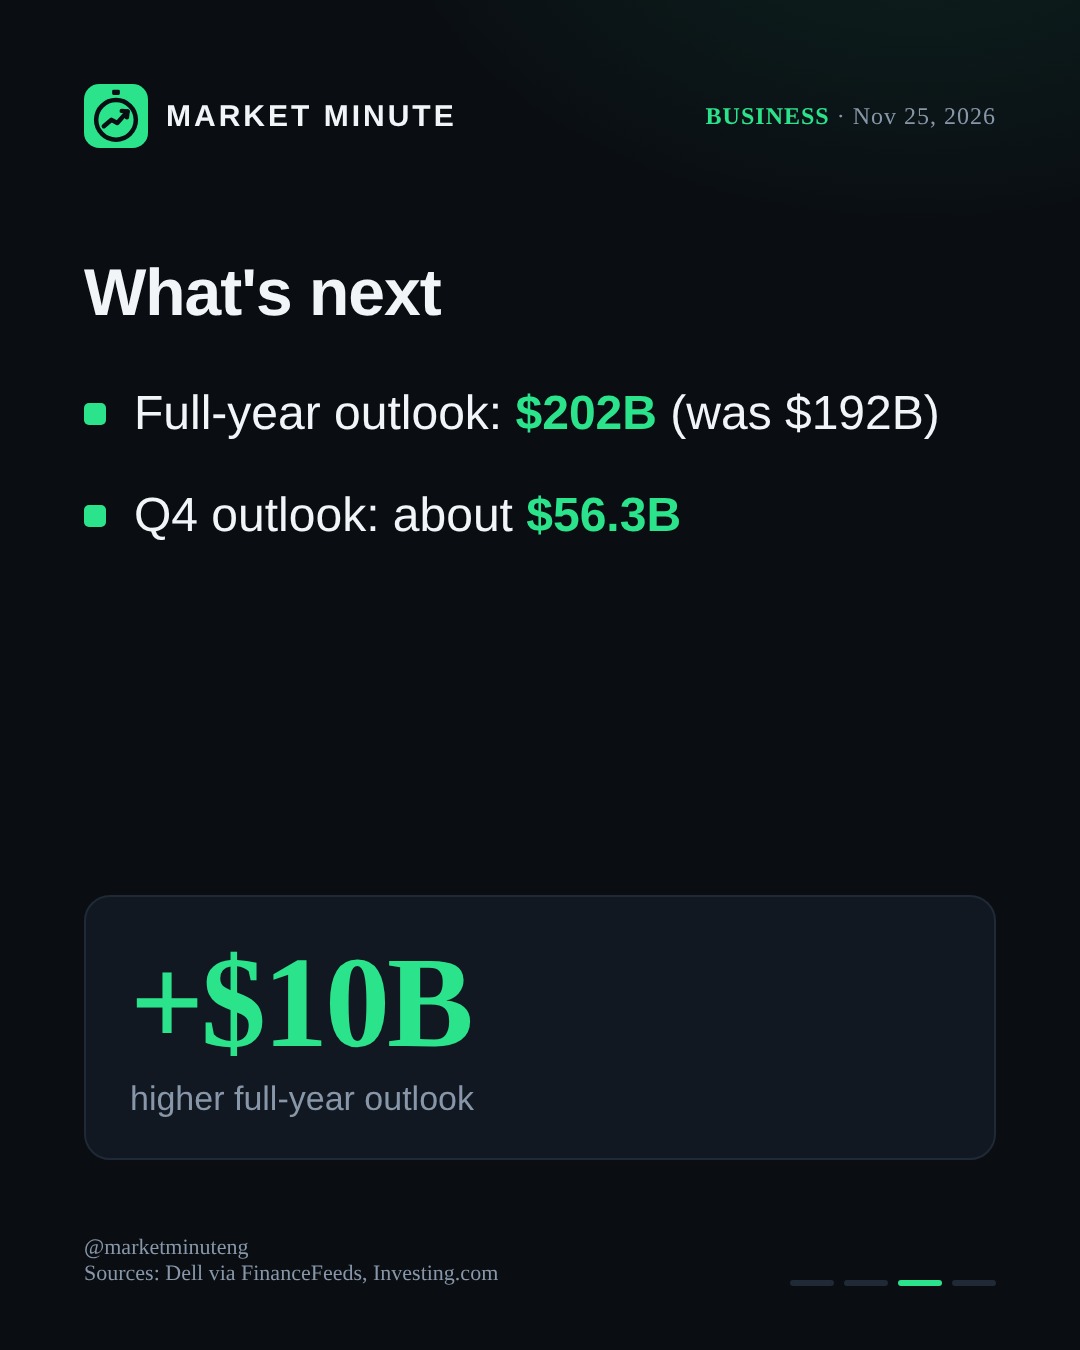 MARKET MINUTE
BUSINESS · Nov 25, 2026
What's next
Full-year outlook: $202B (was $192B)
Q4 outlook: about $56.3B
+$10B
higher full-year outlook
@marketminuteng
Sources: Dell via FinanceFeeds, Investing.com